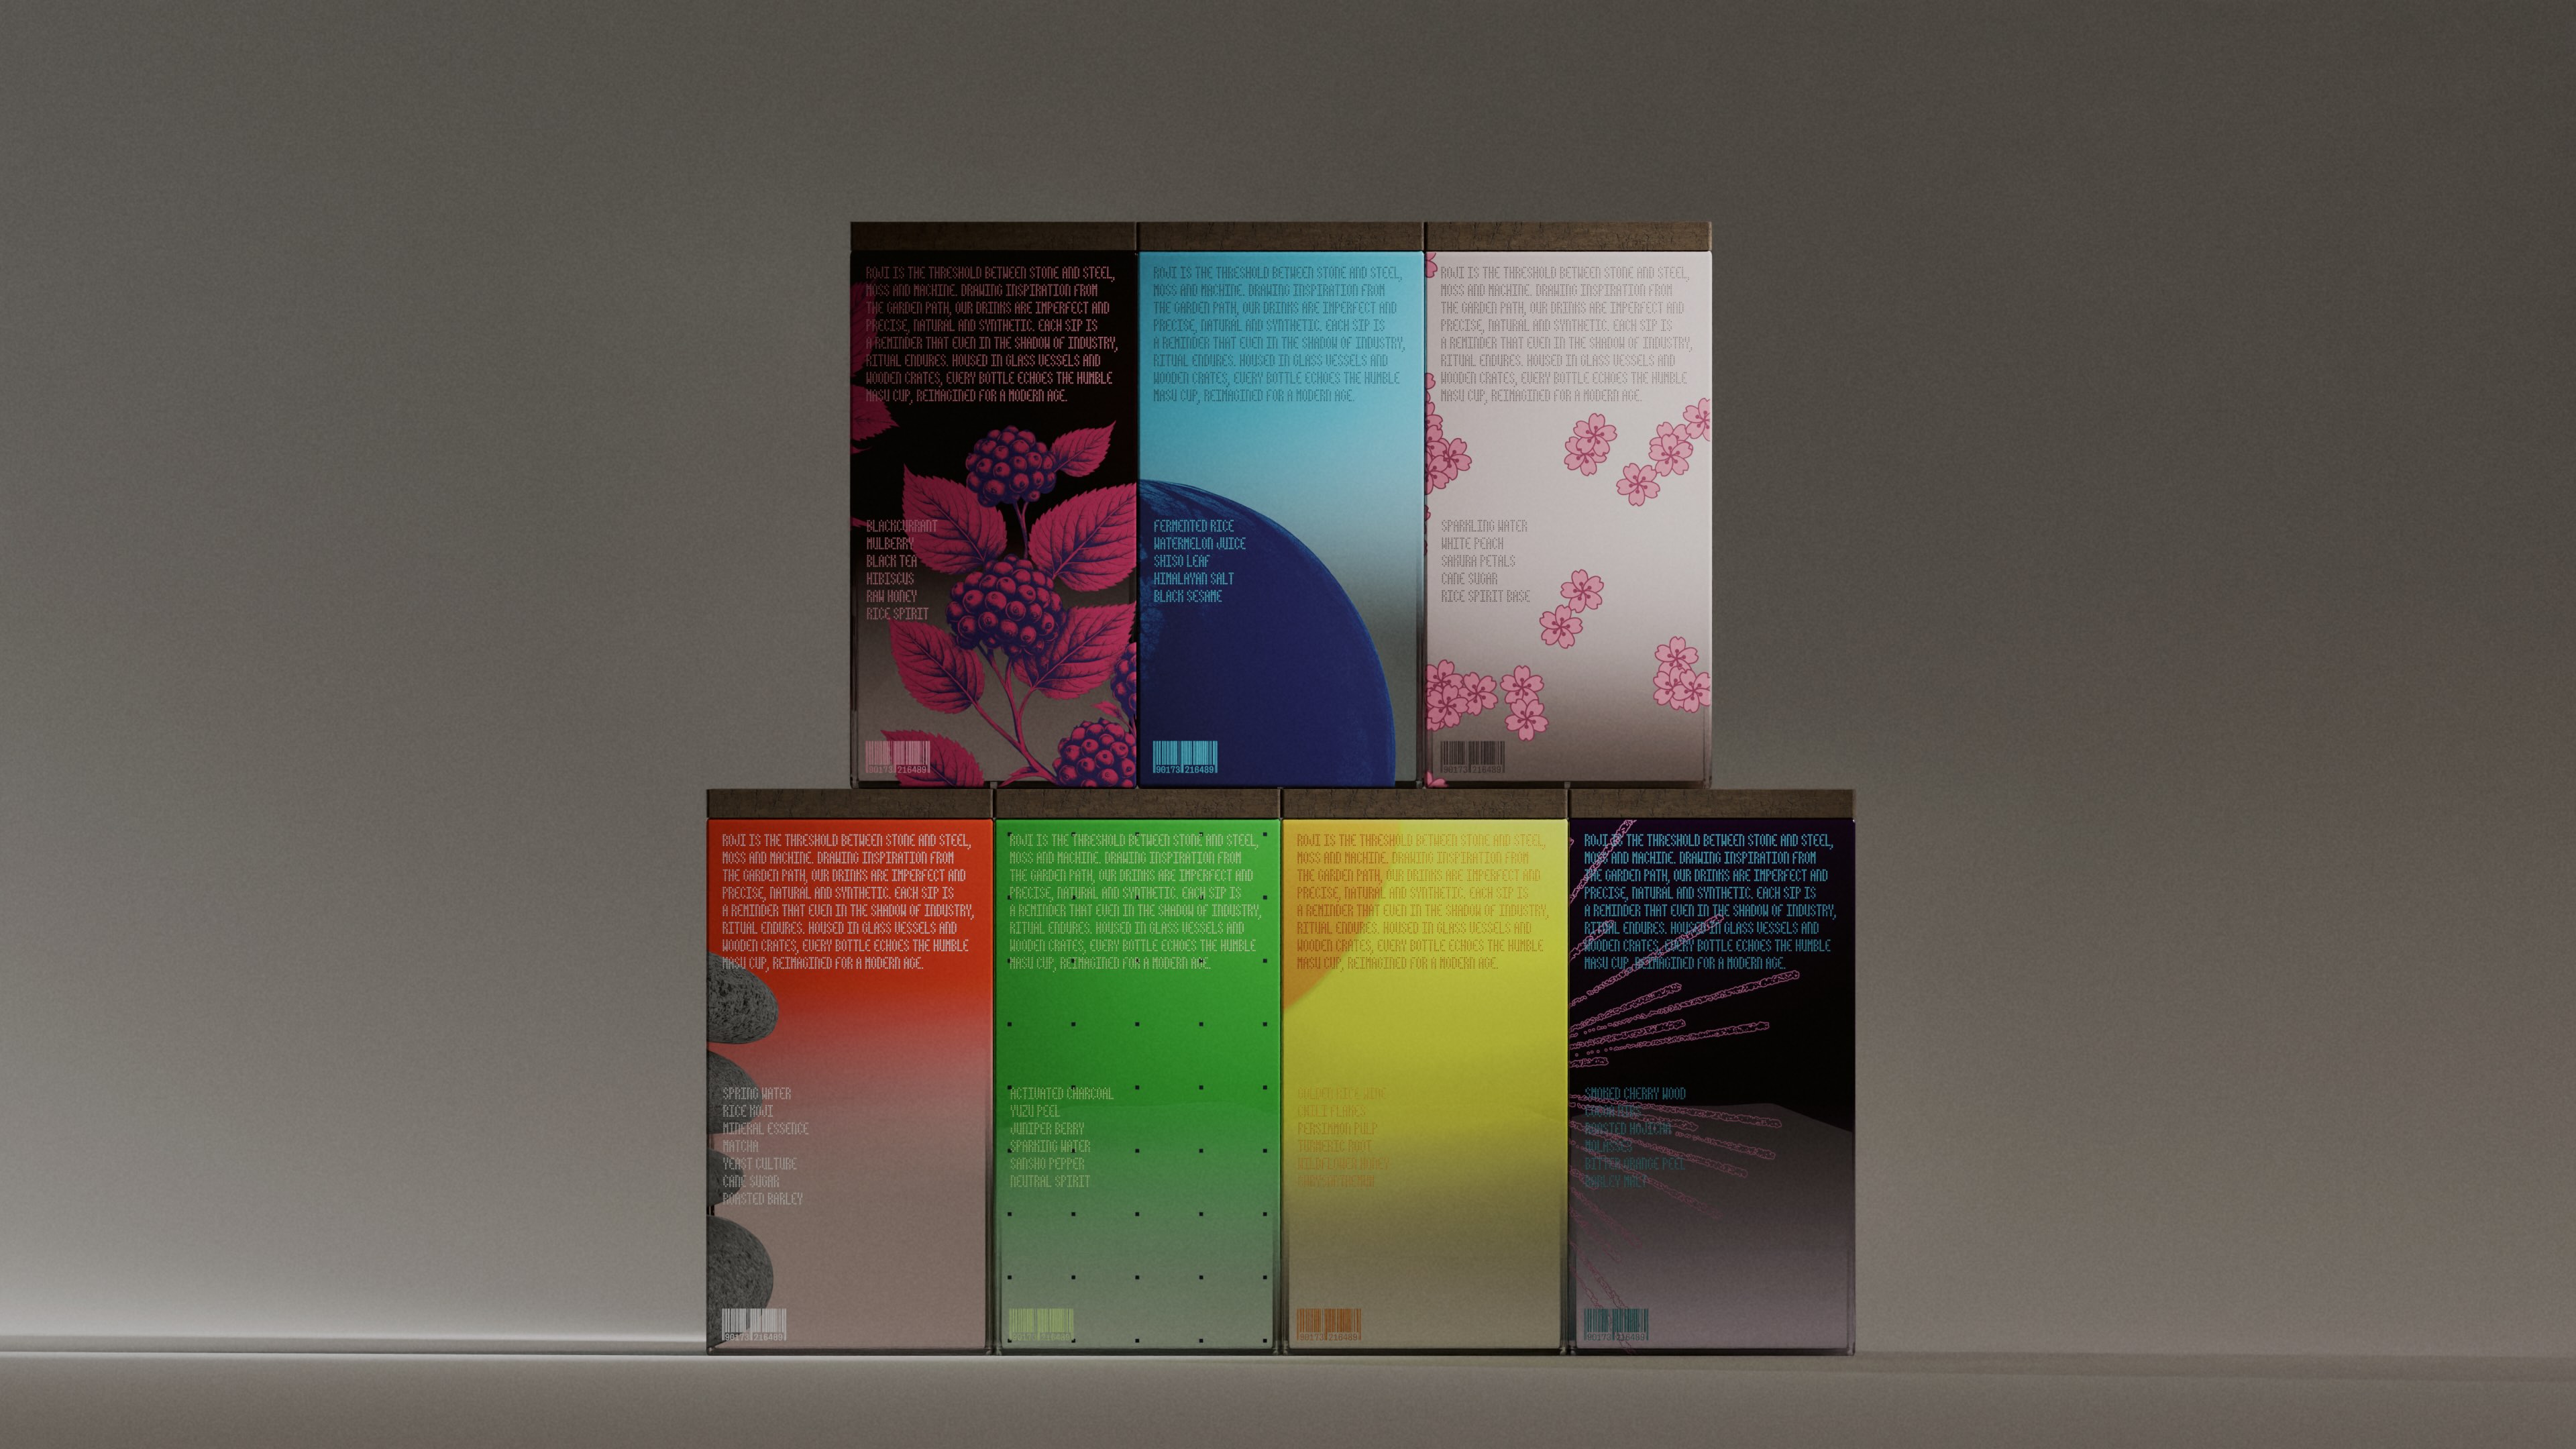 ROJI IS THE THRESHOLD BETWEEN STONE AND STEEL,
MOSS AND MACHINE. DRAWING INSPIRATION FROM
THE GARDEN PATH, OUR DRINKS ARE IMPERFECT AND
PRECISE, NATURAL AND SYNTHETIC. EACH SIP IS
A REMINDER THAT EVEN IN THE SHADOW OF INDUSTRY,
RITUAL ENDURES. HOUSED IN GLASS VESSELS AND
WOODEN CRATES, EVERY BOTTLE ECHOES THE HUMBLE
MASU CUP, REIMAGINED FOR A MODERN AGE.
BLACKCURRANT
MULBERRY
BLACK TEA
HIBISCUS
RAW HONEY
RICE SPIRIT
90173 216489
ROJI IS THE THRESHOLD BETWEEN STONE AND STEEL,
MOSS AND MACHINE. DRAWING INSPIRATION FROM
THE GARDEN PATH, OUR DRINKS ARE IMPERFECT AND
PRECISE, NATURAL AND SYNTHETIC. EACH SIP IS
A REMINDER THAT EVEN IN THE SHADOW OF INDUSTRY,
RITUAL ENDURES. HOUSED IN GLASS VESSELS AND
WOODEN CRATES, EVERY BOTTLE ECHOES THE HUMBLE
MASU CUP, REIMAGINED FOR A MODERN AGE.
FERMENTED RICE
WATERMELON JUICE
SHISO LEAF
HIMALAYAN SALT
BLACK SESAME
90173 216489
ROJI IS THE THRESHOLD BETWEEN STONE AND STEEL,
MOSS AND MACHINE. DRAWING INSPIRATION FROM
THE GARDEN PATH, OUR DRINKS ARE IMPERFECT AND
PRECISE, NATURAL AND SYNTHETIC. EACH SIP IS
A REMINDER THAT EVEN IN THE SHADOW OF INDUSTRY,
RITUAL ENDURES. HOUSED IN GLASS VESSELS AND
WOODEN CRATES, EVERY BOTTLE ECHOES THE HUMBLE
MASU CUP, REIMAGINED FOR A MODERN AGE.
SPARKLING WATER
WHITE PEACH
SAKURA PETALS
CANE SUGAR
RICE SPIRIT BASE
90173 216489
ROJI IS THE THRESHOLD BETWEEN STONE AND STEEL,
MOSS AND MACHINE. DRAWING INSPIRATION FROM
THE GARDEN PATH, OUR DRINKS ARE IMPERFECT AND
PRECISE, NATURAL AND SYNTHETIC. EACH SIP IS
A REMINDER THAT EVEN IN THE SHADOW OF INDUSTRY,
RITUAL ENDURES. HOUSED IN GLASS VESSELS AND
WOODEN CRATES, EVERY BOTTLE ECHOES THE HUMBLE
MASU CUP, REIMAGINED FOR A MODERN AGE.
SPRING WATER
RICE KOJI
MINERAL ESSENCE
MATCHA
YEAST CULTURE
CANE SUGAR
ROASTED BARLEY
90173 216489
ROJI IS THE THRESHOLD BETWEEN STONE AND STEEL,
MOSS AND MACHINE. DRAWING INSPIRATION FROM
THE GARDEN PATH, OUR DRINKS ARE IMPERFECT AND
PRECISE, NATURAL AND SYNTHETIC. EACH SIP IS
A REMINDER THAT EVEN IN THE SHADOW OF INDUSTRY,
RITUAL ENDURES. HOUSED IN GLASS VESSELS AND
WOODEN CRATES, EVERY BOTTLE ECHOES THE HUMBLE
MASU CUP, REIMAGINED FOR A MODERN AGE.
ACTIVATED CHARCOAL
YUZU PEEL
JUNIPER BERRY
SPARKING WATER
SANSHO PEPPER
NEUTRAL SPIRIT
90173 216489
ROJI IS THE THRESHOLD BETWEEN STONE AND STEEL,
MOSS AND MACHINE. DRAWING INSPIRATION FROM
THE GARDEN PATH, OUR DRINKS ARE IMPERFECT AND
PRECISE, NATURAL AND SYNTHETIC. EACH SIP IS
A REMINDER THAT EVEN IN THE SHADOW OF INDUSTRY,
RITUAL ENDURES. HOUSED IN GLASS VESSELS AND
WOODEN CRATES, EVERY BOTTLE ECHOES THE HUMBLE
MASU CUP, REIMAGINED FOR A MODERN AGE.
GOLDEN RICE WINE
CHILI FLAKES
PERSIMMON PULP
TURMERIC ROOT
WILDFLOWER HONEY
CHRYSANTHEMUM
90173 216489
ROJI IS THE THRESHOLD BETWEEN STONE AND STEEL,
MOSS AND MACHINE. DRAWING INSPIRATION FROM
THE GARDEN PATH, OUR DRINKS ARE IMPERFECT AND
PRECISE, NATURAL AND SYNTHETIC. EACH SIP IS
A REMINDER THAT EVEN IN THE SHADOW OF INDUSTRY,
RITUAL ENDURES. HOUSED IN GLASS VESSELS AND
WOODEN CRATES, EVERY BOTTLE ECHOES THE HUMBLE
MASU CUP, REIMAGINED FOR A MODERN AGE.
SMOKED CHERRY WOOD
COCOA NIBS
ROASTED HOJICHA
MOLASSES
BITTER ORANGE PEEL
BARLEY MALT
90173 216489